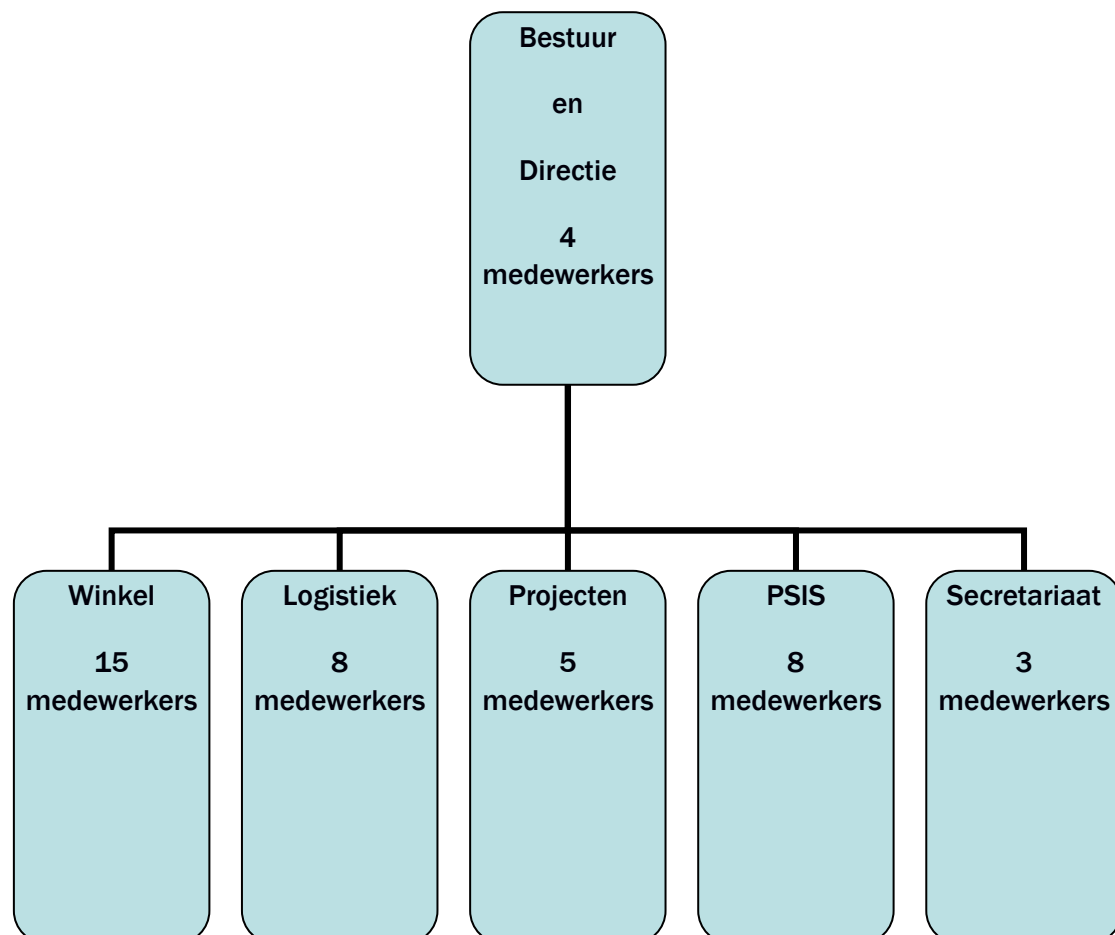 Bestuur
en
Directie
4
medewerkers
Winkel
15
medewerkers
Logistiek
8
medewerkers
Projecten
5
medewerkers
PSIS
8
medewerkers
Secretariaat
3
medewerkers